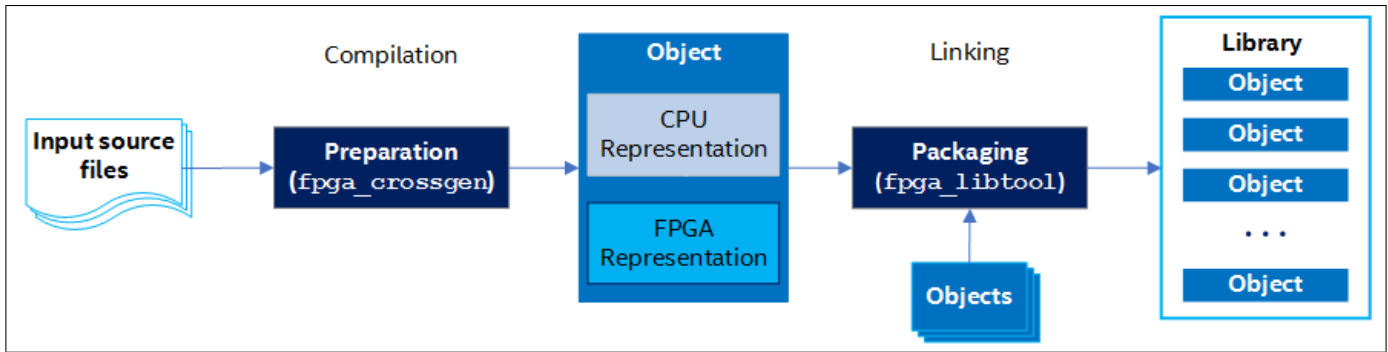 Compilation
Object
Linking
Library
Input source
files
Preparation
(fpga_crossgen)
CPU
Representation
FPGA
Representation
Packaging
(fpga_libtool)
Objects
Object
Object
Object
...
Object